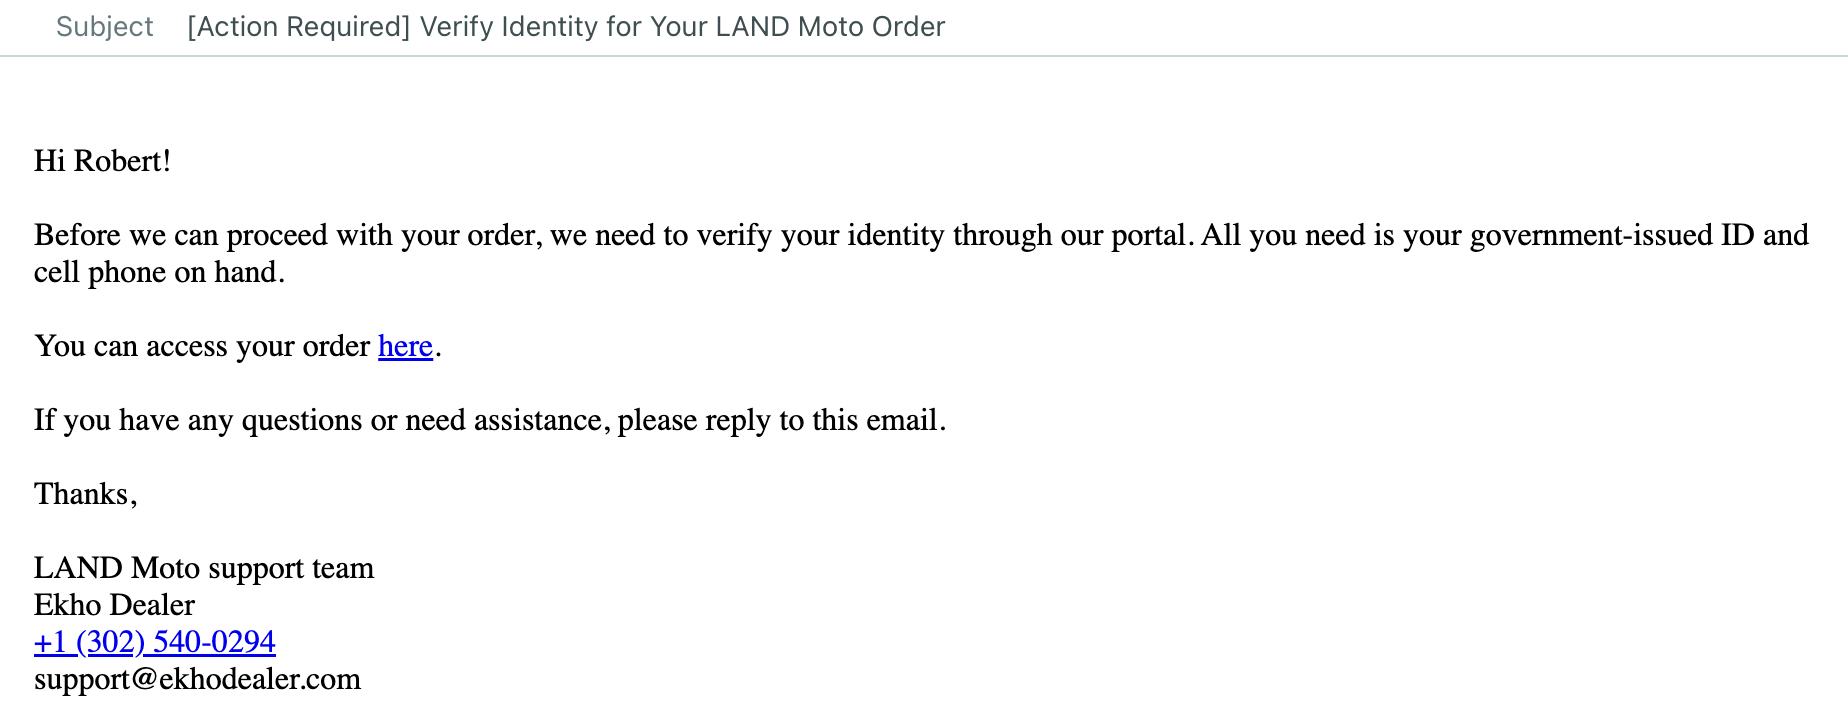 Subject [Action Required] Verify Identity for Your LAND Moto Order
Hi Robert!
Before we can proceed with your order, we need to verify your identity through our portal. All you need is your government-issued ID and
cell phone on hand.
You can access your order here.
If you have any questions or need assistance, please reply to this email.
Thanks,
LAND Moto support team
Ekho Dealer
+1 (302) 540-0294
support@ekhodealer.com